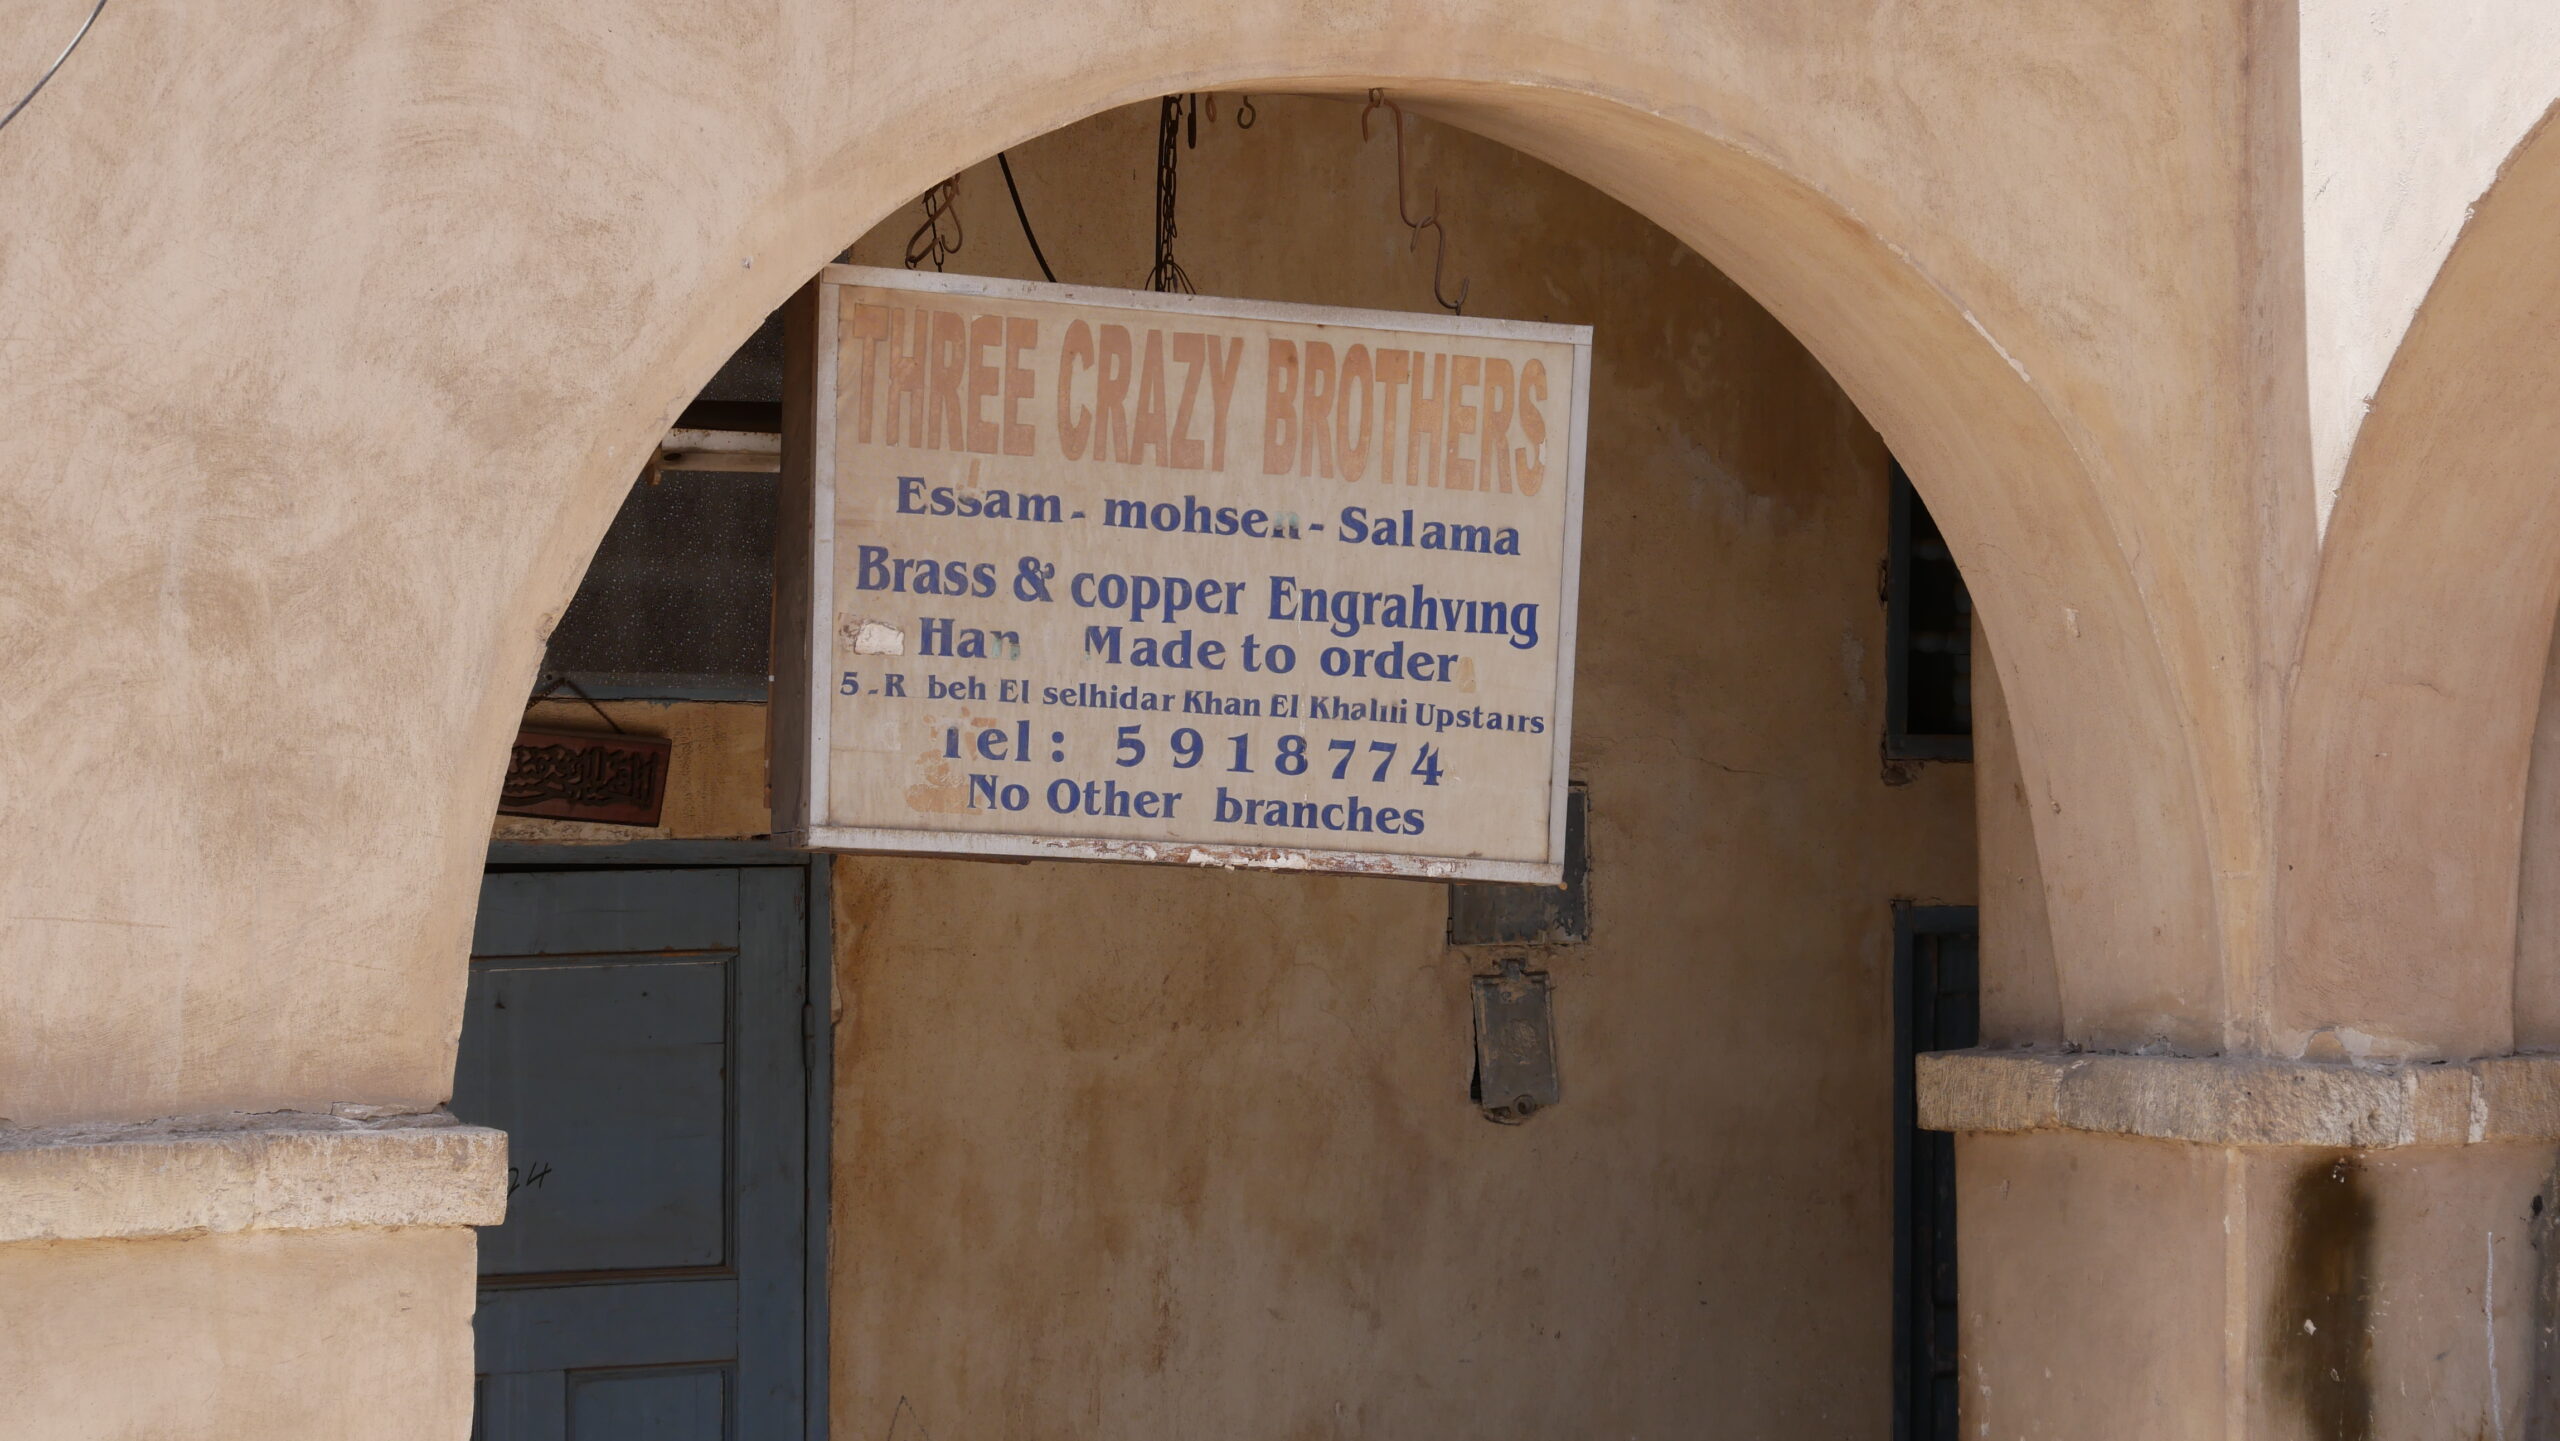 THREE CRAZY BROTHERS
Essam - mohsen - Salama
Brass & copper Engrahving
Han Made to order
5 - R beh El selhidar Khan El Khalili Upstairs
Tel : 5918774
No Other branches
24